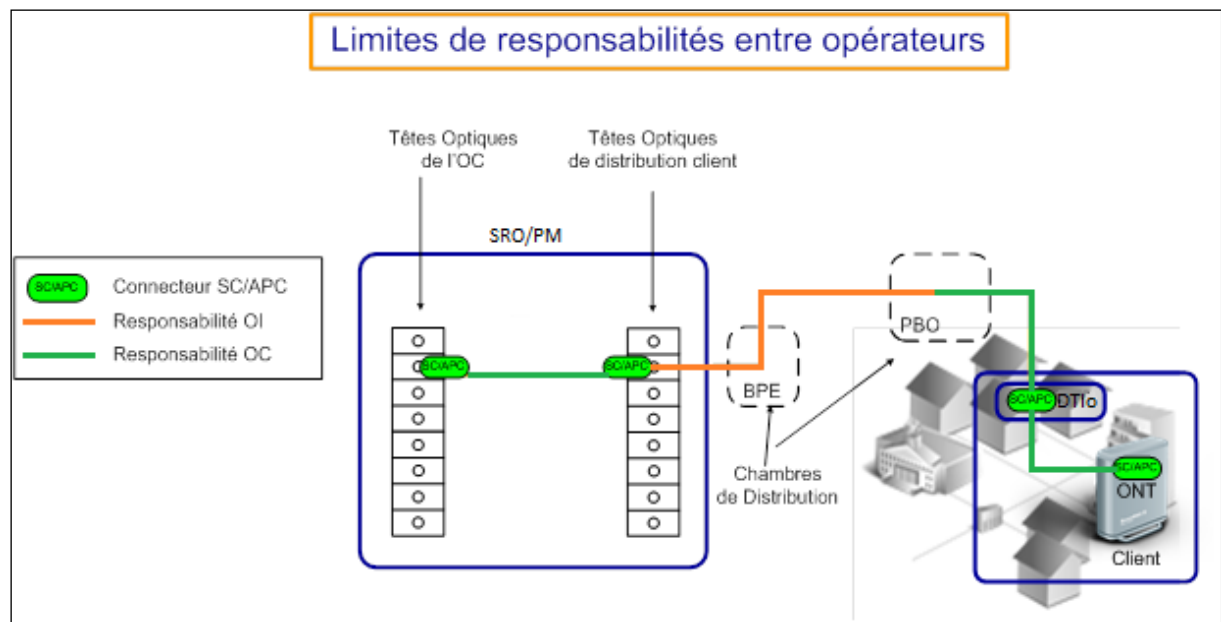 Limites de responsabilités entre opérateurs
Têtes Optiques
de l'OC
Têtes Optiques
de distribution client
SRO/PM
SC/APC
Connecteur SC/APC
Responsabilité OI
Responsabilité OC
SC/APC
SC/APC
BPE
PBO
SC/APC
DTIo
Chambres
de Distribution
SC/APC
ONT
Client